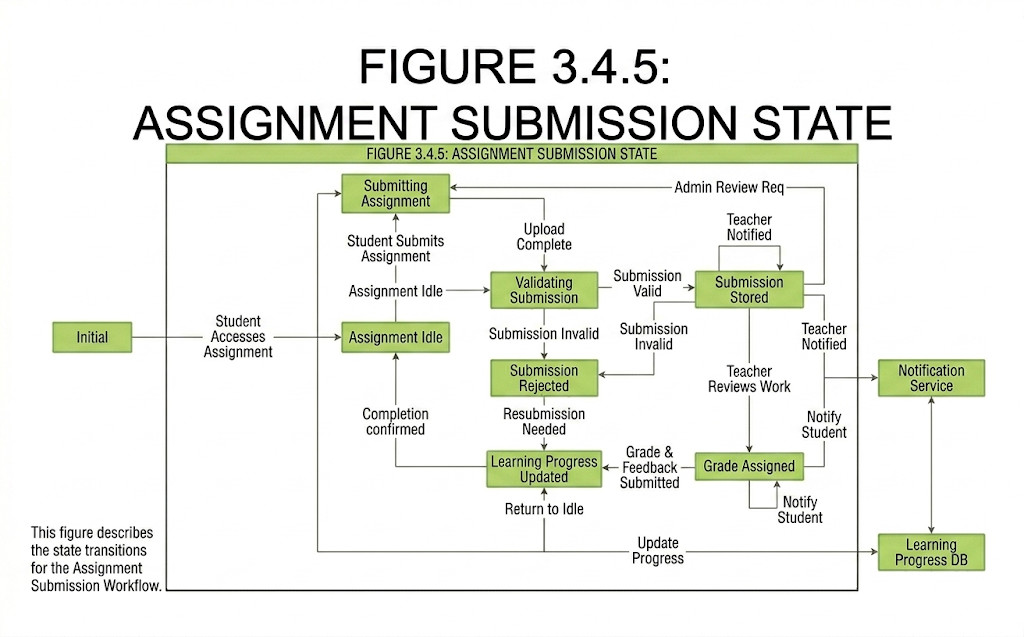 FIGURE 3.4.5:
ASSIGNMENT SUBMISSION STATE
FIGURE 3.4.5: ASSIGNMENT SUBMISSION STATE
Submitting
Assignment
Admin Review Req
Student Submits
Assignment
Upload
Complete
Teacher
Notified
Assignment Idle
Validating
Submission
Submission
Valid
Submission
Stored
Initial
Student
Accesses
Assignment
Assignment Idle
Submission Invalid
Submission
Invalid
Teacher
Notified
Submission
Rejected
Teacher
Reviews Work
Notification
Service
Completion
confirmed
Resubmission
Needed
Notify
Student
Learning Progress
Updated
Grade &
Feedback
Submitted
Grade Assigned
Return to Idle
Notify
Student
Update
Progress
Learning
Progress DB
This figure describes
the state transitions
for the Assignment
Submission Workflow.